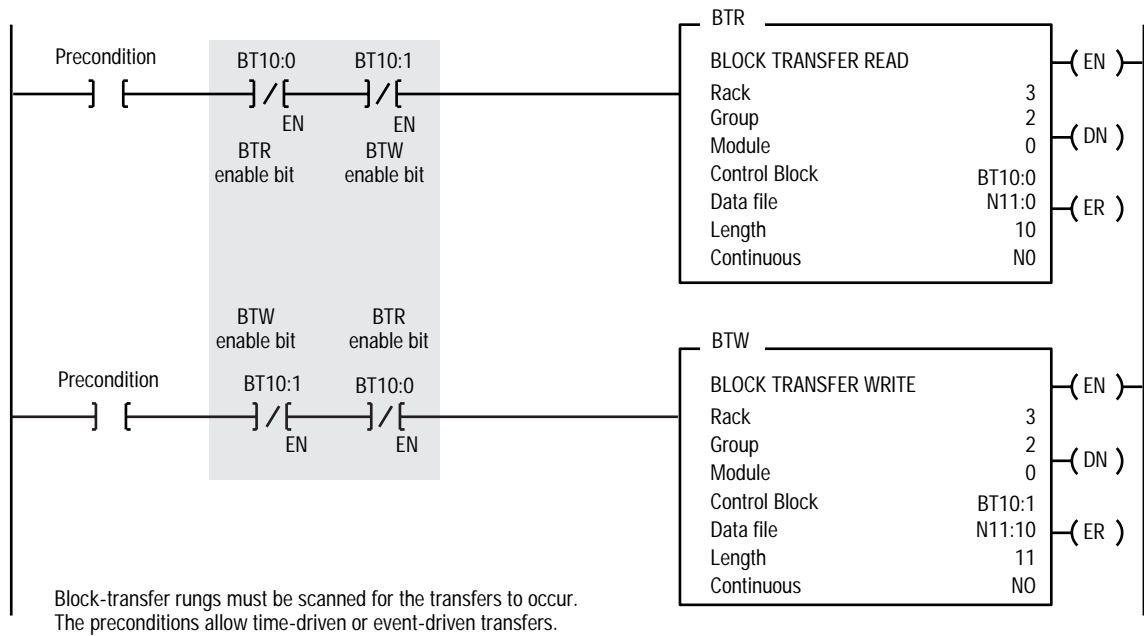 BTR
Precondition BT10:0 BT10:1 BLOCK TRANSFER READ EN
EN EN Rack 3
BTR BTW Group 2
enable bit enable bit Module 0 DN
Control Block BT10:0
Data file N11:0 ER
Length 10
Continuous NO
BTW BTR
enable bit enable bit BTW
Precondition BT10:1 BT10:0 BLOCK TRANSFER WRITE EN
EN EN Rack 3
Group 2
Module 0 DN
Control Block BT10:1
Data file N11:10 ER
Length 11
Continuous NO
Block-transfer rungs must be scanned for the transfers to occur.
The preconditions allow time-driven or event-driven transfers.